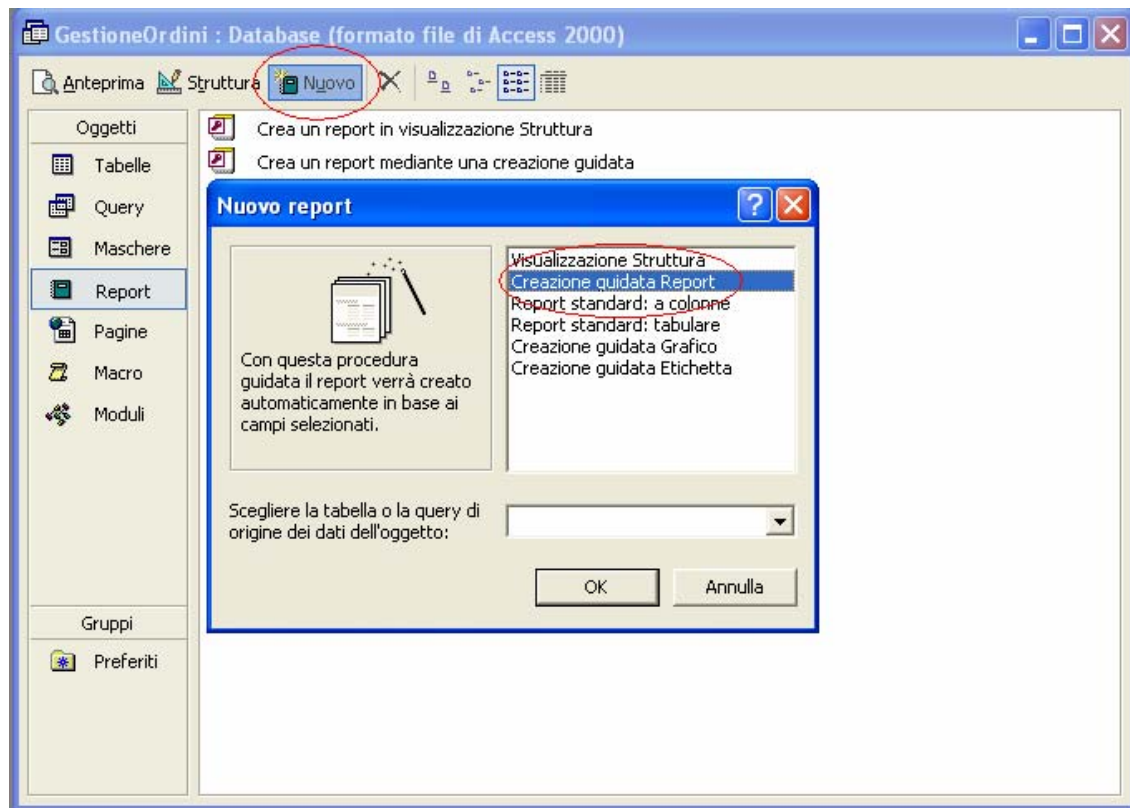 GestioneOrdini : Database (formato file di Access 2000)
Anteprima Struttura Nuovo
Oggetti
Tabelle
Query
Maschere
Report
Pagine
Macro
Moduli
Gruppi
Preferiti
Crea un report in visualizzazione Struttura
Crea un report mediante una creazione guidata
Nuovo report
Con questa procedura
guidata il report verrà creato
automaticamente in base ai
campi selezionati.
Visualizzazione Struttura
Creazione guidata Report
Report standard: a colonne
Report standard: tabulare
Creazione guidata Grafico
Creazione guidata Etichetta
Scegliere la tabella o la query di
origine dei dati dell'oggetto:
OK Annulla